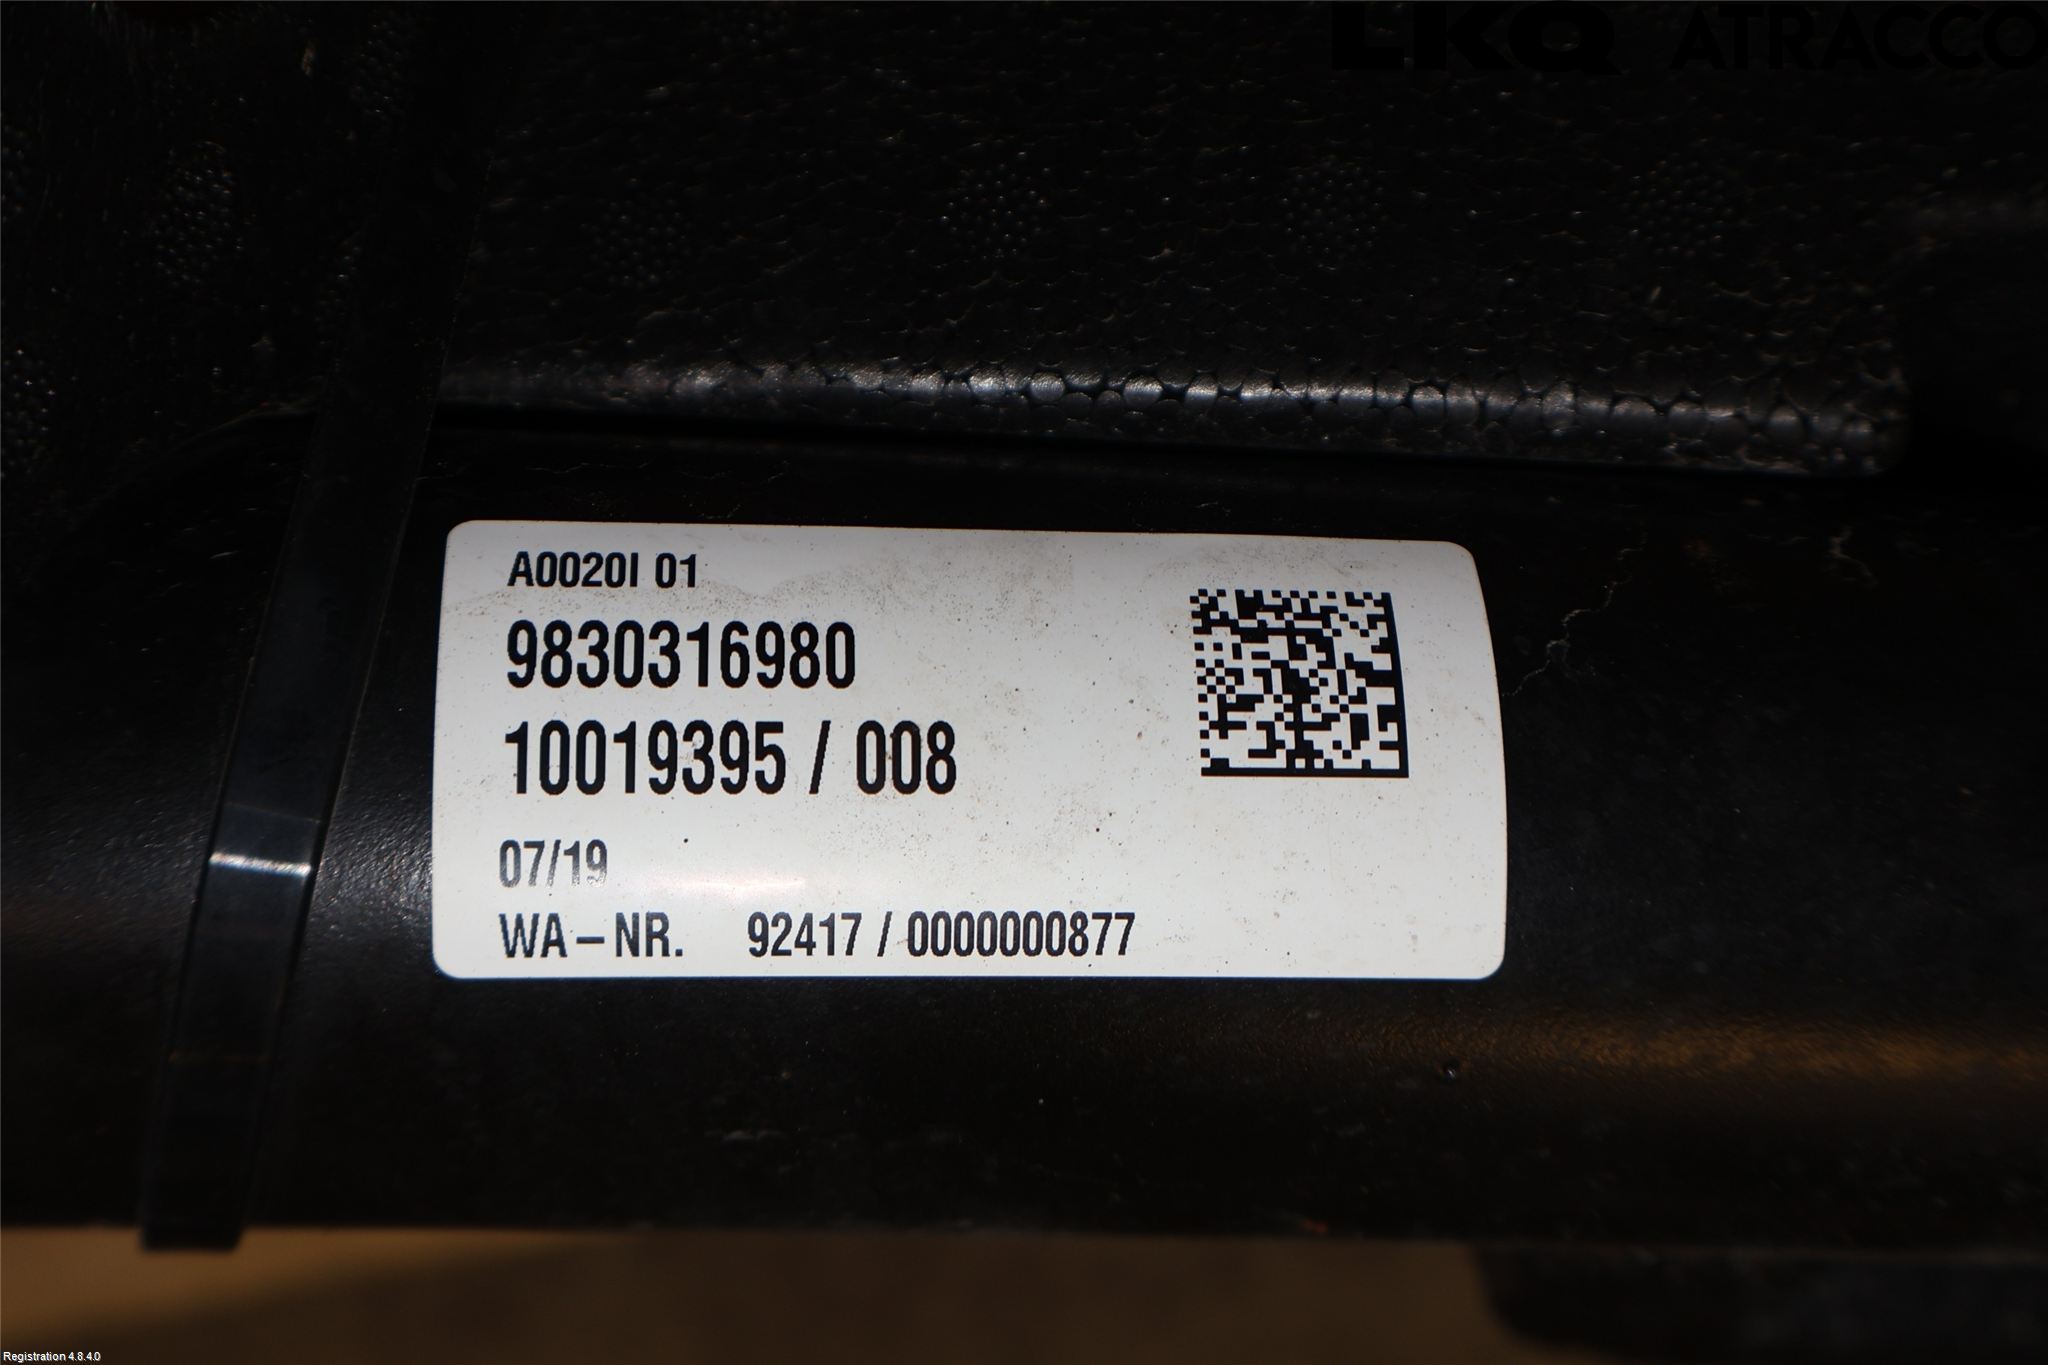 LKQ ATRACCO
A0020I 01
9830316980
10019395 / 008
07/19
WA-NR. 92417 / 0000000877
Registration 4.8.4.0